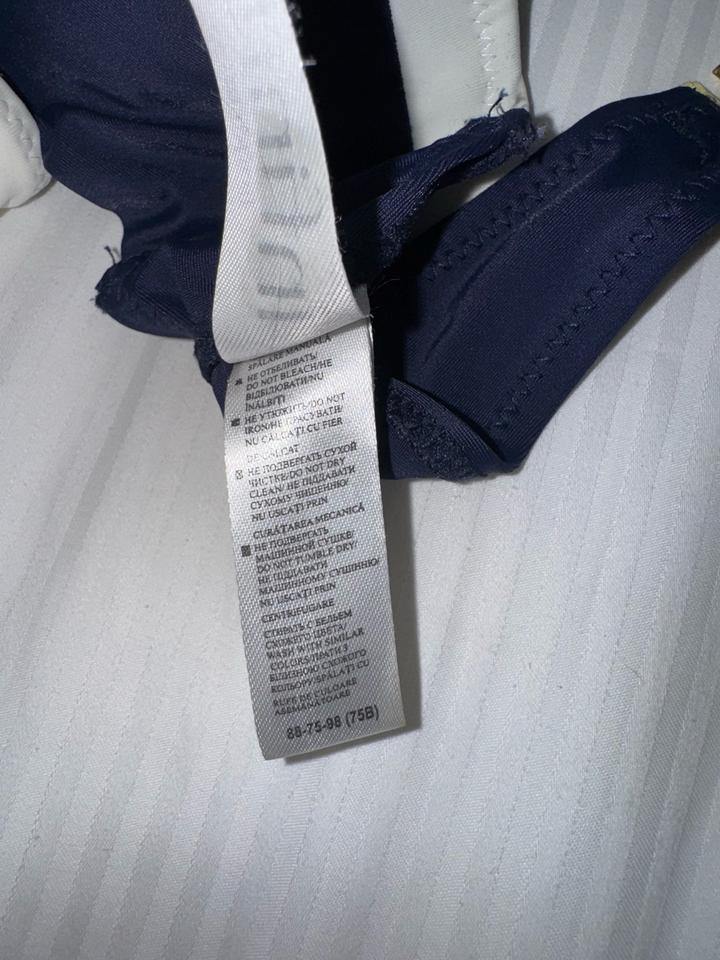 SPĂLARE MANUALĂ
НЕ ОТБЕЛИВАТЬ/
DO NOT BLEACH/НЕ
ВІДБІЛЮВАТИ/NU
ÎNĂLBIȚI
НЕ УТЮЖИТЬ/DO NOT
IRON/НЕ ПРАСУВАТИ/
NU CĂLCAȚI CU FIER
DE CĂLCAT
НЕ ПОДВЕРГАТЬ СУХОЙ
ЧИСТКЕ/DO NOT DRY
CLEAN/ НЕ ПІДДАВАТИ
СУХОМУ ЧИЩЕННЮ/
NU USCAȚI PRIN
CURĂȚAREA MECANICĂ
НЕ ПОДВЕРГАТЬ
МАШИННОЙ СУШКЕ/
DO NOT TUMBLE DRY/
НЕ ПІДДАВАТИ
МАШИННОМУ СУШІННЮ/
NU USCAȚI PRIN
CENTRIFUGARE
СТИРАТЬ С БЕЛЬЕМ
СХОЖЕГО ЦВЕТА/
WASH WITH SIMILAR
COLORS/ПРАТИ З
БІЛИЗНОЮ СХОЖОГО
КОЛЬОРУ/SPĂLAȚI CU
RUFE DE CULOARE
ASEMĂNĂTOARE
88-75-98 (75B)